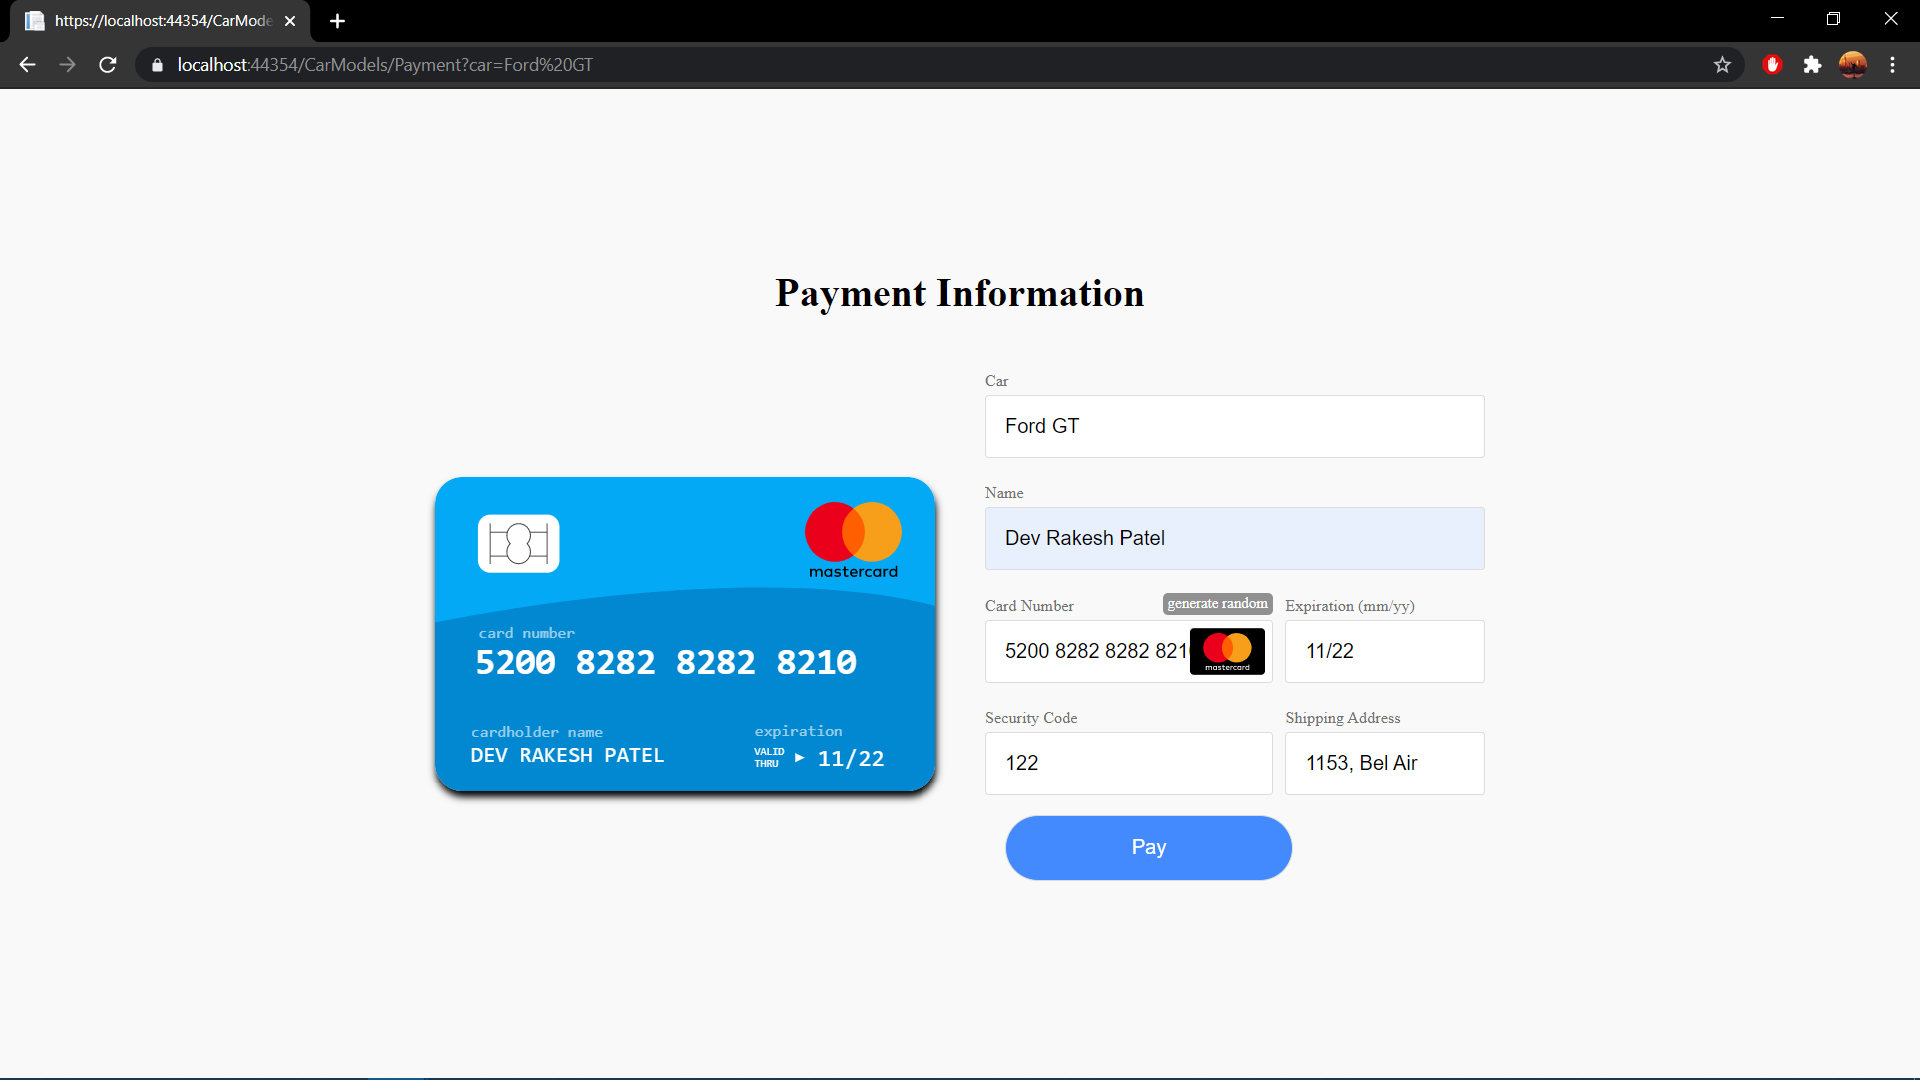 https://localhost:44354/CarMode
localhost:44354/CarModels/Payment?car=Ford%20GT
Payment Information
Car
Ford GT
Name
Dev Rakesh Patel
Card Number
generate random
Expiration (mm/yy)
5200 8282 8282 821
mastercard
11/22
Security Code
Shipping Address
122
1153, Bel Air
Pay
mastercard
card number
5200 8282 8282 8210
cardholder name
expiration
DEV RAKESH PATEL
VALID
THRU
11/22